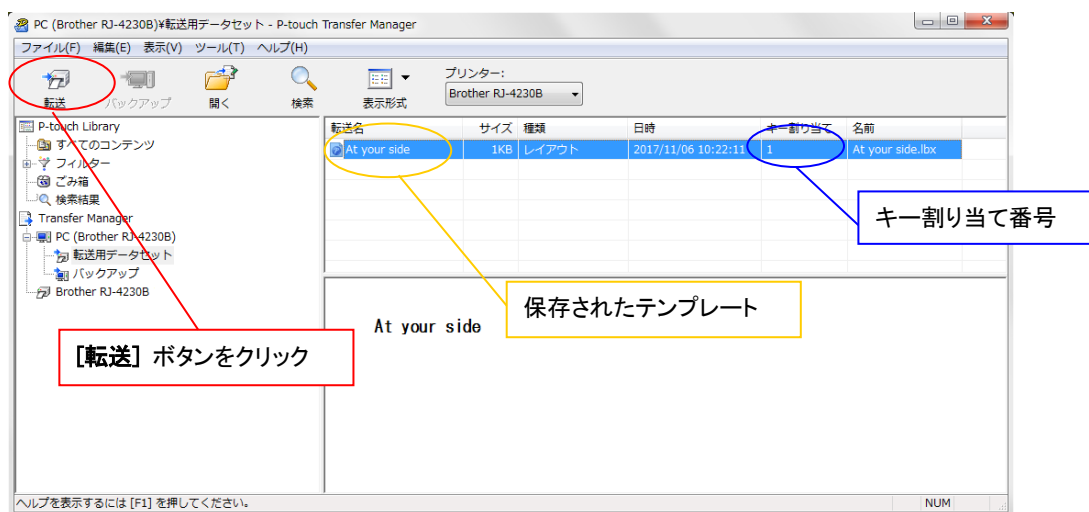 PC (Brother RJ-4230B)¥転送用データセット - P-touch Transfer Manager
ファイル(F) 編集(E) 表示(V) ツール(T) ヘルプ(H)
転送 バックアップ 開く 検索 表示形式
プリンター:
Brother RJ-4230B
P-touch Library
すべてのコンテンツ
フィルター
ごみ箱
検索結果
Transfer Manager
PC (Brother RJ-4230B)
転送用データセット
バックアップ
Brother RJ-4230B
転送名 サイズ 種類 日時 キー割り当て 名前
At your side 1KB レイアウト 2017/11/06 10:22:11 1 At your side.lbx
キー割り当て番号
保存されたテンプレート
At your side
[転送] ボタンをクリック
ヘルプを表示するには [F1] を押してください。
NUM